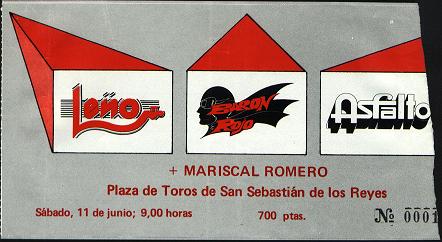 Leño
BARON ROJO
Asfalto
+ MARISCAL ROMERO
Plaza de Toros de San Sebastián de los Reyes
Sábado, 11 de junio; 9,00 horas 700 ptas. Nº 0001